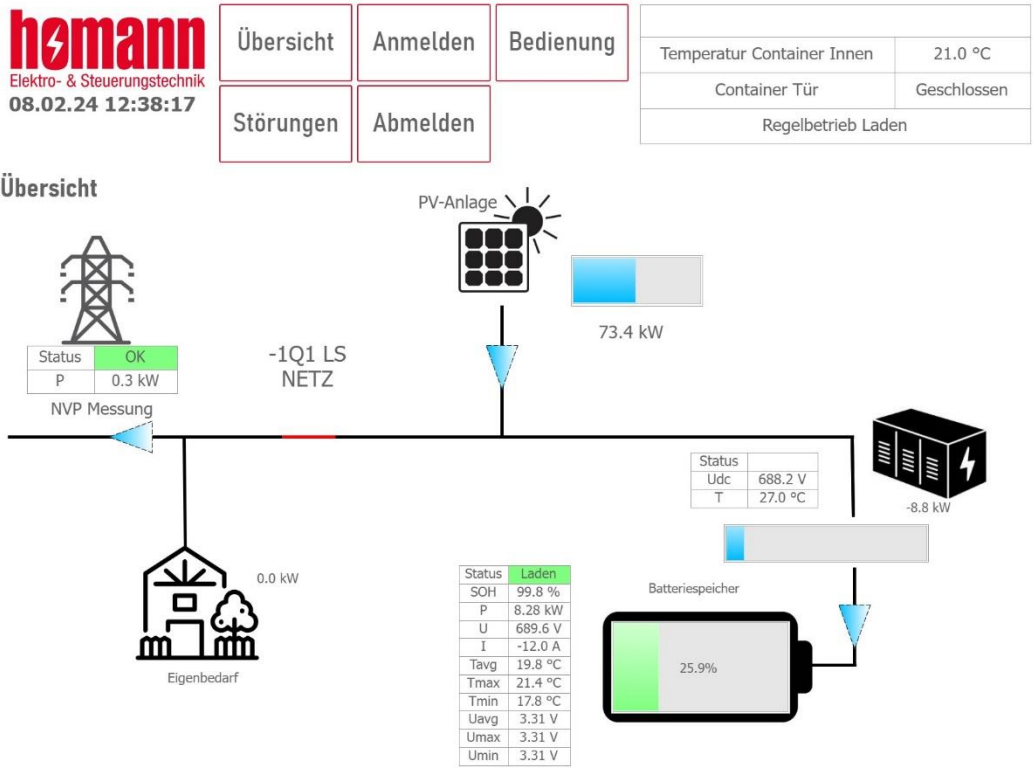 hømann
Elektro- & Steuerungstechnik
08.02.24 12:38:17
Übersicht
Anmelden
Bedienung
Störungen
Abmelden
Temperatur Container Innen 21.0 °C
Container Tür Geschlossen
Regelbetrieb Laden
Übersicht
PV-Anlage
73.4 kW
Status OK
P 0.3 kW
NVP Messung
-1Q1 LS
NETZ
Status
Udc 688.2 V
T 27.0 °C
-8.8 kW
0.0 kW
Eigenbedarf
Status Laden
SOH 99.8 %
P 8.28 kW
U 689.6 V
I -12.0 A
Tavg 19.8 °C
Tmax 21.4 °C
Tmin 17.8 °C
Uavg 3.31 V
Umax 3.31 V
Umin 3.31 V
Batteriespeicher
25.9%